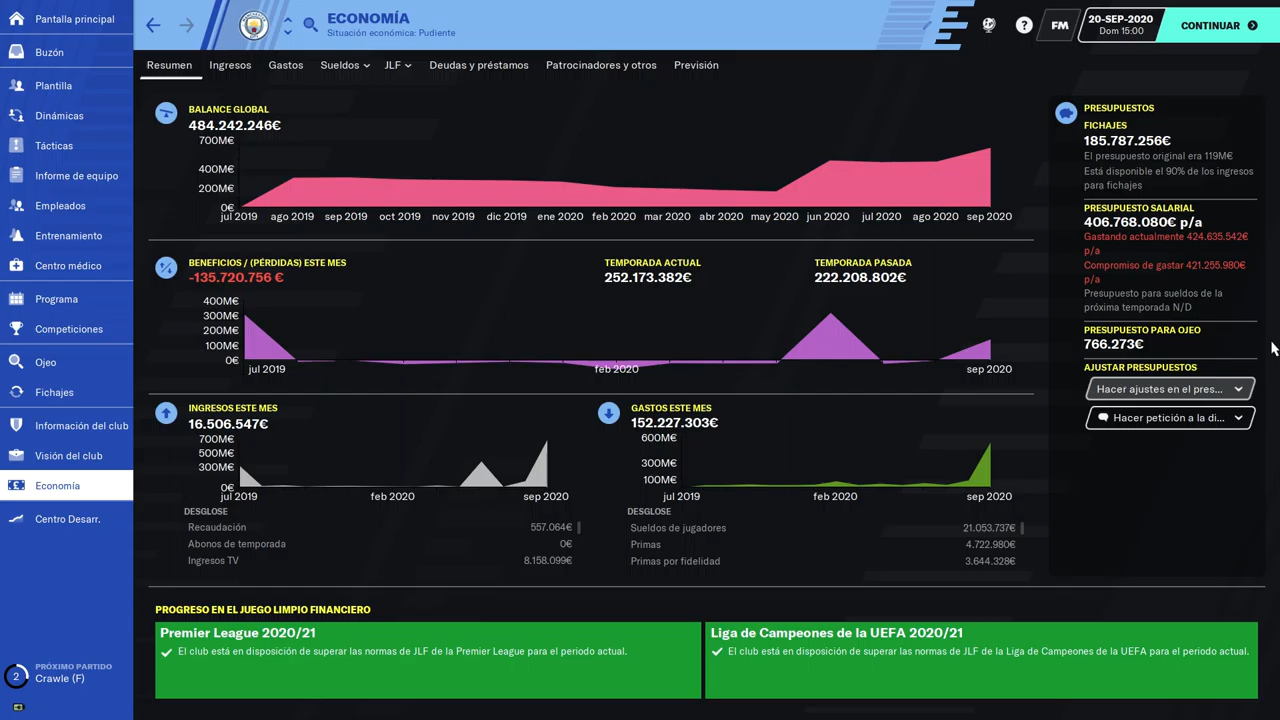 Pantalla principal
Buzón
Plantilla
Dinámicas
Tácticas
Informe de equipo
Empleados
Entrenamiento
Centro médico
Programa
Competiciones
Ojeo
Fichajes
Información del club
Visión del club
Economía
Centro Desarr.
2
PRÓXIMO PARTIDO
Crawle (F)
ECONOMÍA
Situación económica: Pudiente
?
FM
20-SEP-2020
Dom 15:00
CONTINUAR
Resumen
Ingresos
Gastos
Sueldos
JLF
Deudas y préstamos
Patrocinadores y otros
Previsión
BALANCE GLOBAL
484.242.246€
700M€
400M€
200M€
0€
jul 2019 ago 2019 sep 2019 oct 2019 nov 2019 dic 2019 ene 2020 feb 2020 mar 2020 abr 2020 may 2020 jun 2020 jul 2020 ago 2020 sep 2020
BENEFICIOS / (PÉRDIDAS) ESTE MES
-135.720.756 €
TEMPORADA ACTUAL
252.173.382€
TEMPORADA PASADA
222.208.802€
400M€
300M€
200M€
100M€
0€
jul 2019 feb 2020 sep 2020
INGRESOS ESTE MES
16.506.547€
700M€
500M€
300M€
0€
jul 2019 feb 2020 sep 2020
DESGLOSE
Recaudación 557.064€
Abonos de temporada 0€
Ingresos TV 8.158.099€
GASTOS ESTE MES
152.227.303€
600M€
300M€
100M€
jul 2019 feb 2020 sep 2020
DESGLOSE
Sueldos de jugadores 21.053.737€
Primas 4.722.980€
Primas por fidelidad 3.644.328€
PRESUPUESTOS
FICHAJES
185.787.256€
El presupuesto original era 119M€
Está disponible el 90% de los ingresos
para fichajes
PRESUPUESTO SALARIAL
406.768.080€ p/a
Gastando actualmente 424.635.542€
p/a
Compromiso de gastar 421.255.980€
p/a
Presupuesto para sueldos de la
próxima temporada N/D
PRESUPUESTO PARA OJEO
766.273€
AJUSTAR PRESUPUESTOS
Hacer ajustes en el pres...
Hacer petición a la di...
PROGRESO EN EL JUEGO LIMPIO FINANCIERO
Premier League 2020/21
El club está en disposición de superar las normas de JLF de la Premier League para el periodo actual.
Liga de Campeones de la UEFA 2020/21
El club está en disposición de superar las normas de JLF de la Liga de Campeones de la UEFA para el periodo actual.